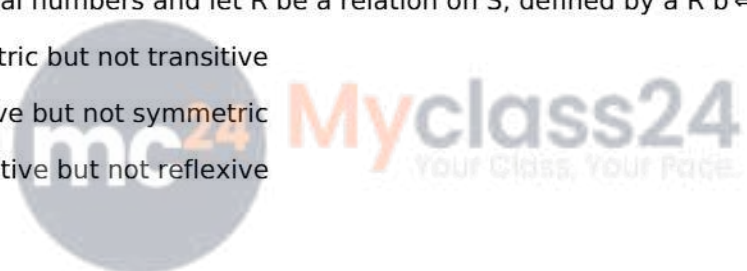 al numbers and let R be a relation on S, defined by a R b ⇔
tric but not transitive
ve but not symmetric
tive but not reflexive
mc24 Myclass24
Your Class, Your Pace.